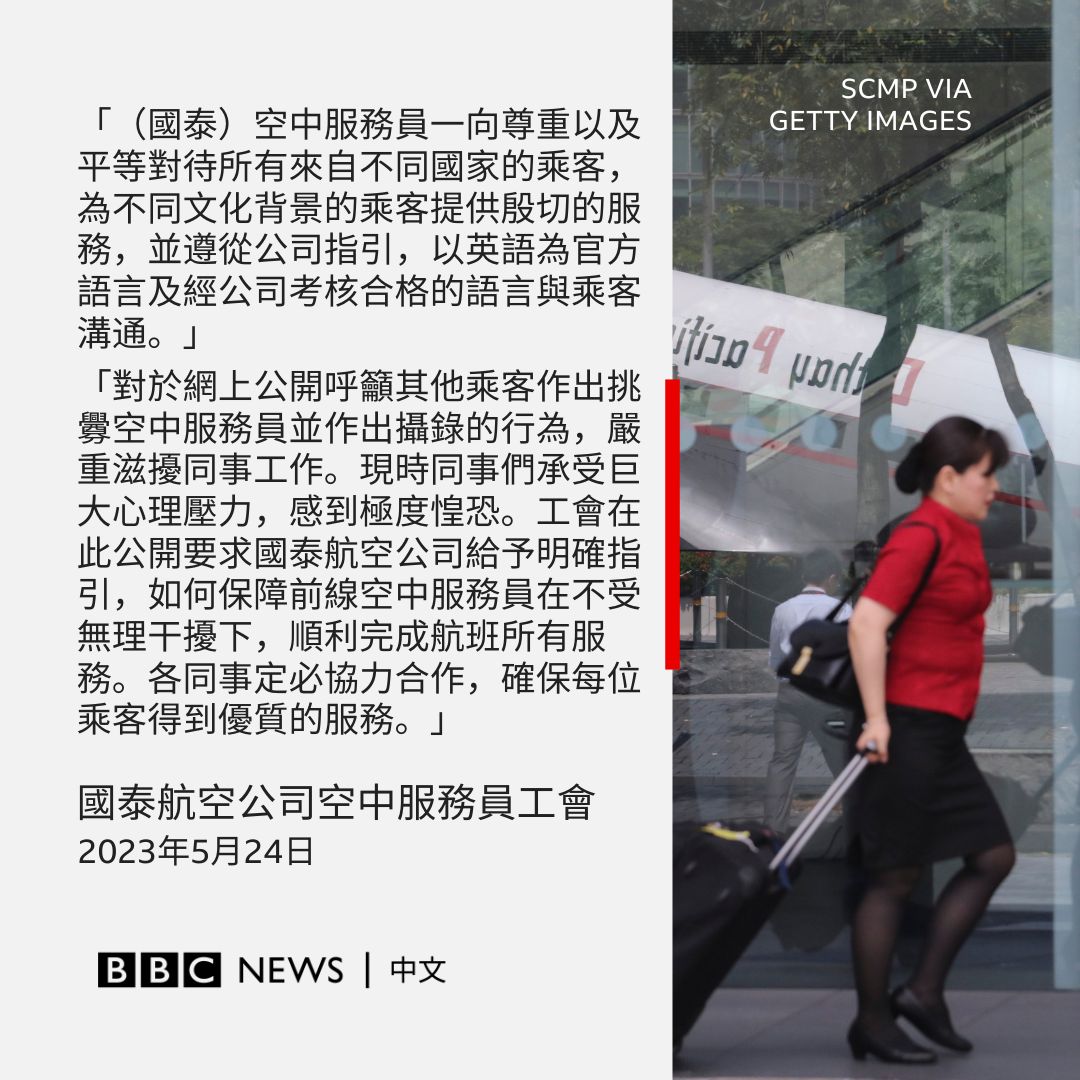 「（國泰）空中服務員一向尊重以及
平等對待所有來自不同國家的乘客，
為不同文化背景的乘客提供殷切的服
務，並遵從公司指引，以英語為官方
語言及經公司考核合格的語言與乘客
溝通。」
「對於網上公開呼籲其他乘客作出挑
釁空中服務員並作出攝錄的行為，嚴
重滋擾同事工作。現時同事們承受巨
大心理壓力，感到極度惶恐。工會在
此公開要求國泰航空公司給予明確指
引，如何保障前線空中服務員在不受
無理干擾下，順利完成航班所有服
務。各同事定必協力合作，確保每位
乘客得到優質的服務。」
國泰航空公司空中服務員工會
2023年5月24日
BBC NEWS | 中文
SCMP VIA
GETTY IMAGES